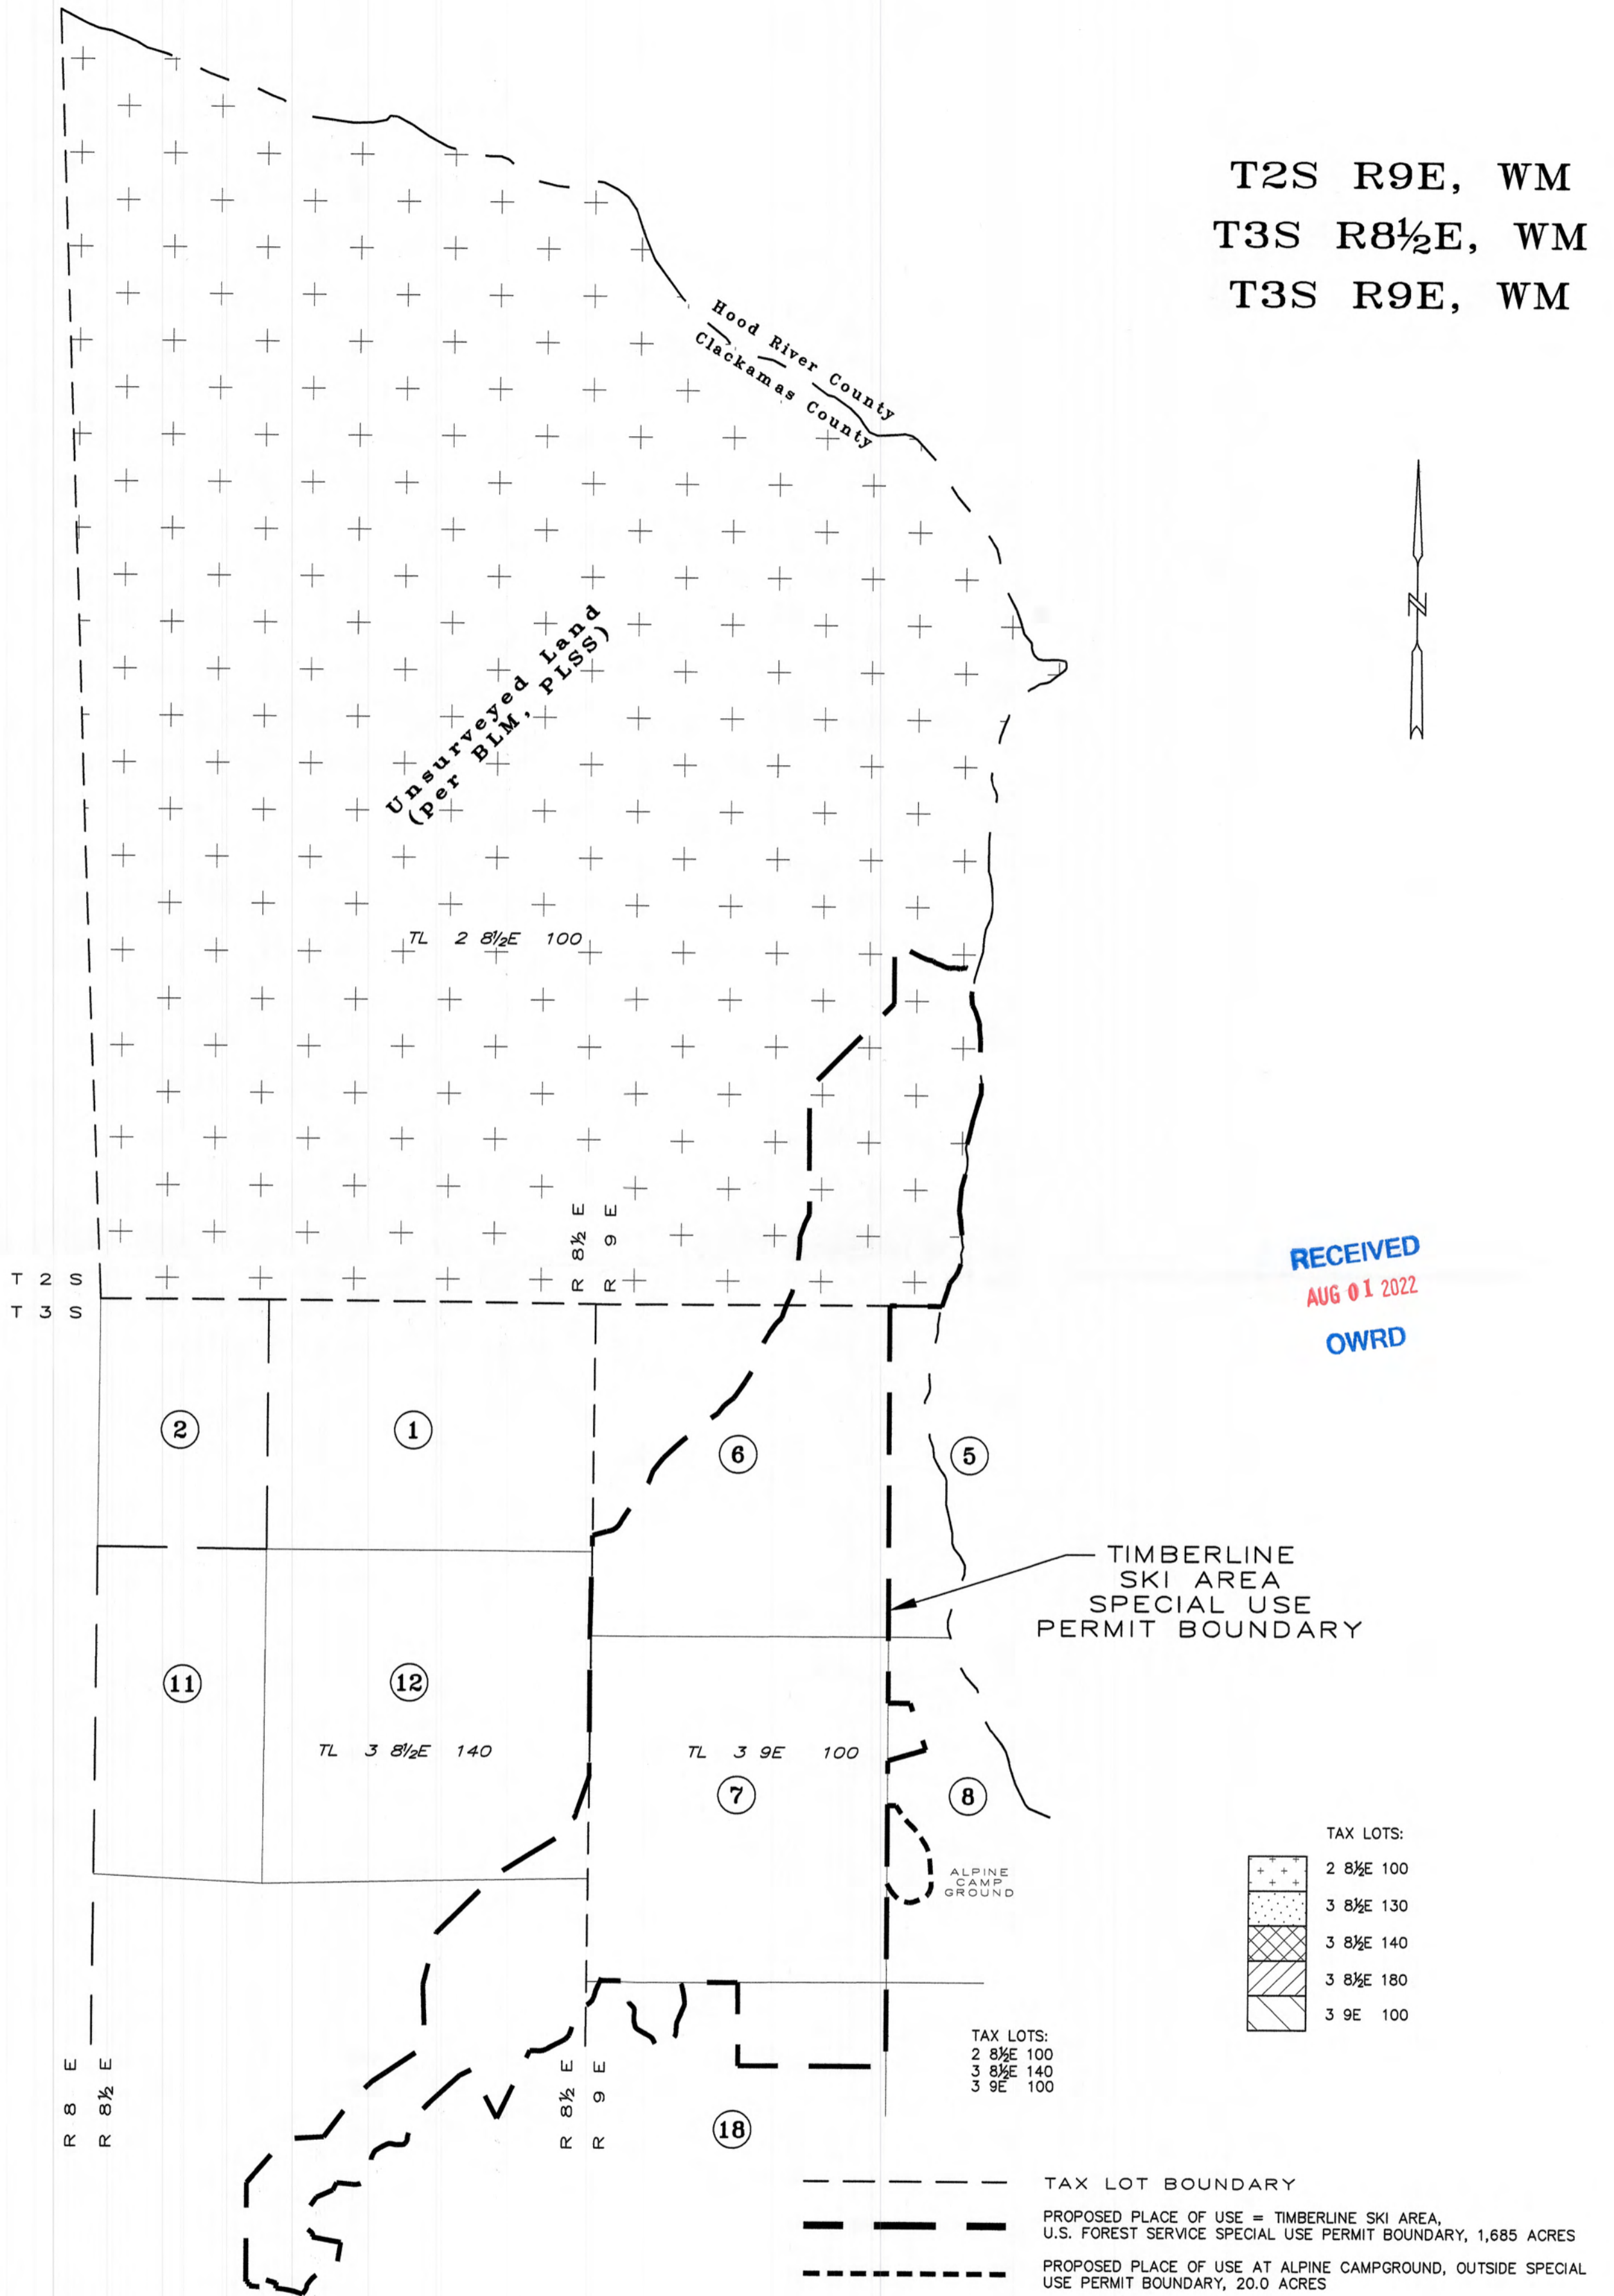 T2S R9E, WM
T3S R8½E, WM
T3S R9E, WM
Hood River County
Clackamas County
N
Unsurveyed Land
(per BLM, PLSS)
TL 2 8½E 100
R 8½ E
R 9 E
T 2 S
T 3 S
RECEIVED
AUG 01 2022
OWRD
2
1
6
5
TIMBERLINE
SKI AREA
SPECIAL USE
PERMIT BOUNDARY
11
12
TL 3 8½E 140
TL 3 9E 100
7
8
ALPINE
CAMP
GROUND
TAX LOTS:
2 8½E 100
3 8½E 130
3 8½E 140
3 8½E 180
3 9E 100
TAX LOTS:
2 8½E 100
3 8½E 140
3 9E 100
R 8 E
R 8½ E
R 8½ E
R 9 E
18
TAX LOT BOUNDARY
PROPOSED PLACE OF USE = TIMBERLINE SKI AREA,
U.S. FOREST SERVICE SPECIAL USE PERMIT BOUNDARY, 1,685 ACRES
PROPOSED PLACE OF USE AT ALPINE CAMPGROUND, OUTSIDE SPECIAL
USE PERMIT BOUNDARY, 20.0 ACRES